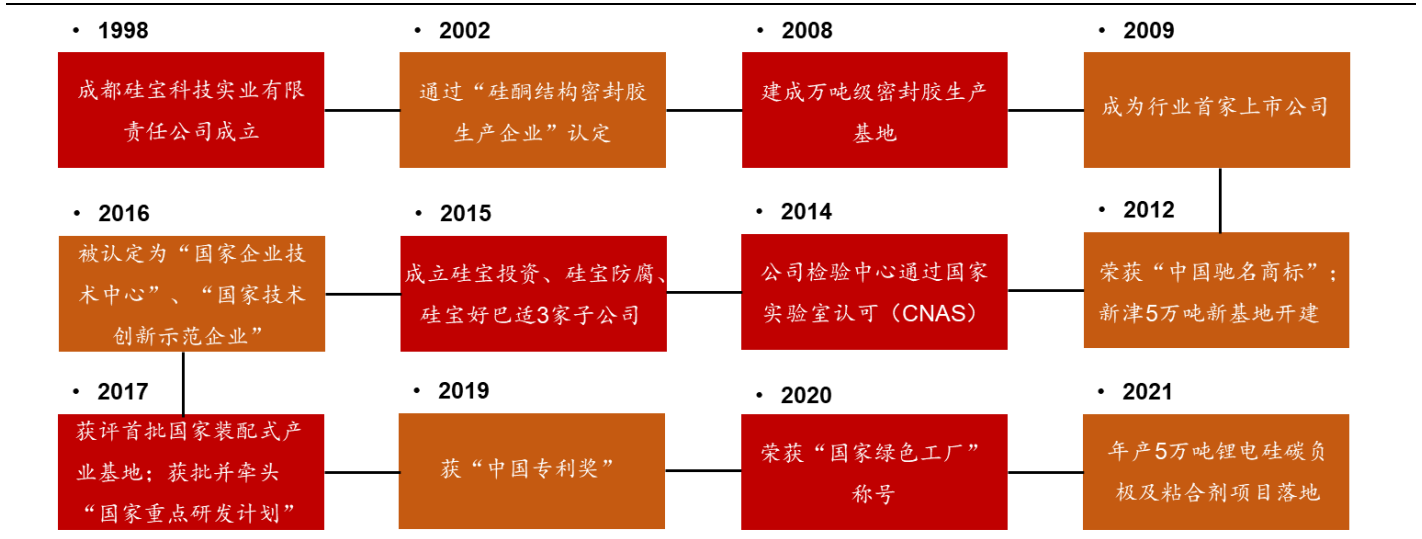 • 1998
成都硅宝科技实业有限
责任公司成立
• 2002
通过“硅酮结构密封胶
生产企业”认定
• 2008
建成万吨级密封胶生产
基地
• 2009
成为行业首家上市公司
• 2012
荣获“中国驰名商标”;
新津5万吨新基地开建
• 2014
公司检验中心通过国家
实验室认可（CNAS）
• 2015
成立硅宝投资、硅宝防腐、
硅宝好巴适3家子公司
• 2016
被认定为“国家企业技
术中心”、“国家技术
创新示范企业”
• 2017
获评首批国家装配式产
业基地；获批并牵头
“国家重点研发计划”
• 2019
获“中国专利奖”
• 2020
荣获“国家绿色工厂”
称号
• 2021
年产5万吨锂电硅碳负
极及粘合剂项目落地